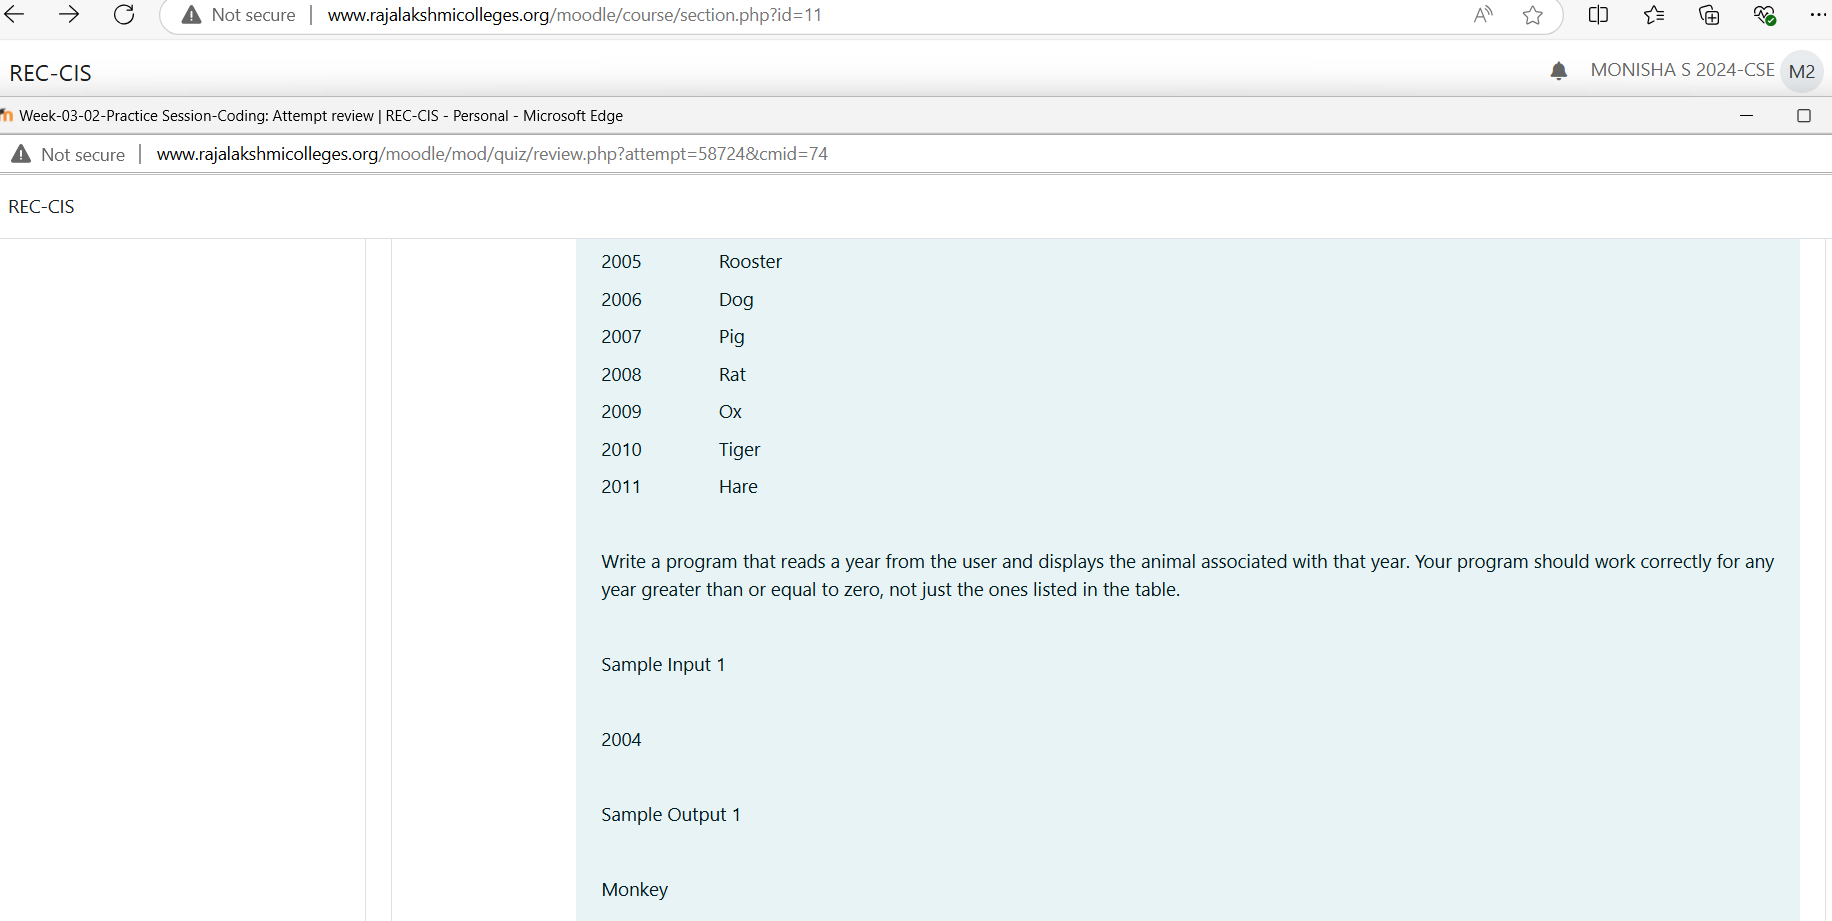 Not secure www.rajalakshmicolleges.org/moodle/course/section.php?id=11
REC-CIS MONISHA S 2024-CSE M2
Week-03-02-Practice Session-Coding: Attempt review | REC-CIS - Personal - Microsoft Edge
Not secure www.rajalakshmicolleges.org/moodle/mod/quiz/review.php?attempt=58724&cmid=74
REC-CIS
2005 Rooster
2006 Dog
2007 Pig
2008 Rat
2009 Ox
2010 Tiger
2011 Hare
Write a program that reads a year from the user and displays the animal associated with that year. Your program should work correctly for any
year greater than or equal to zero, not just the ones listed in the table.
Sample Input 1
2004
Sample Output 1
Monkey